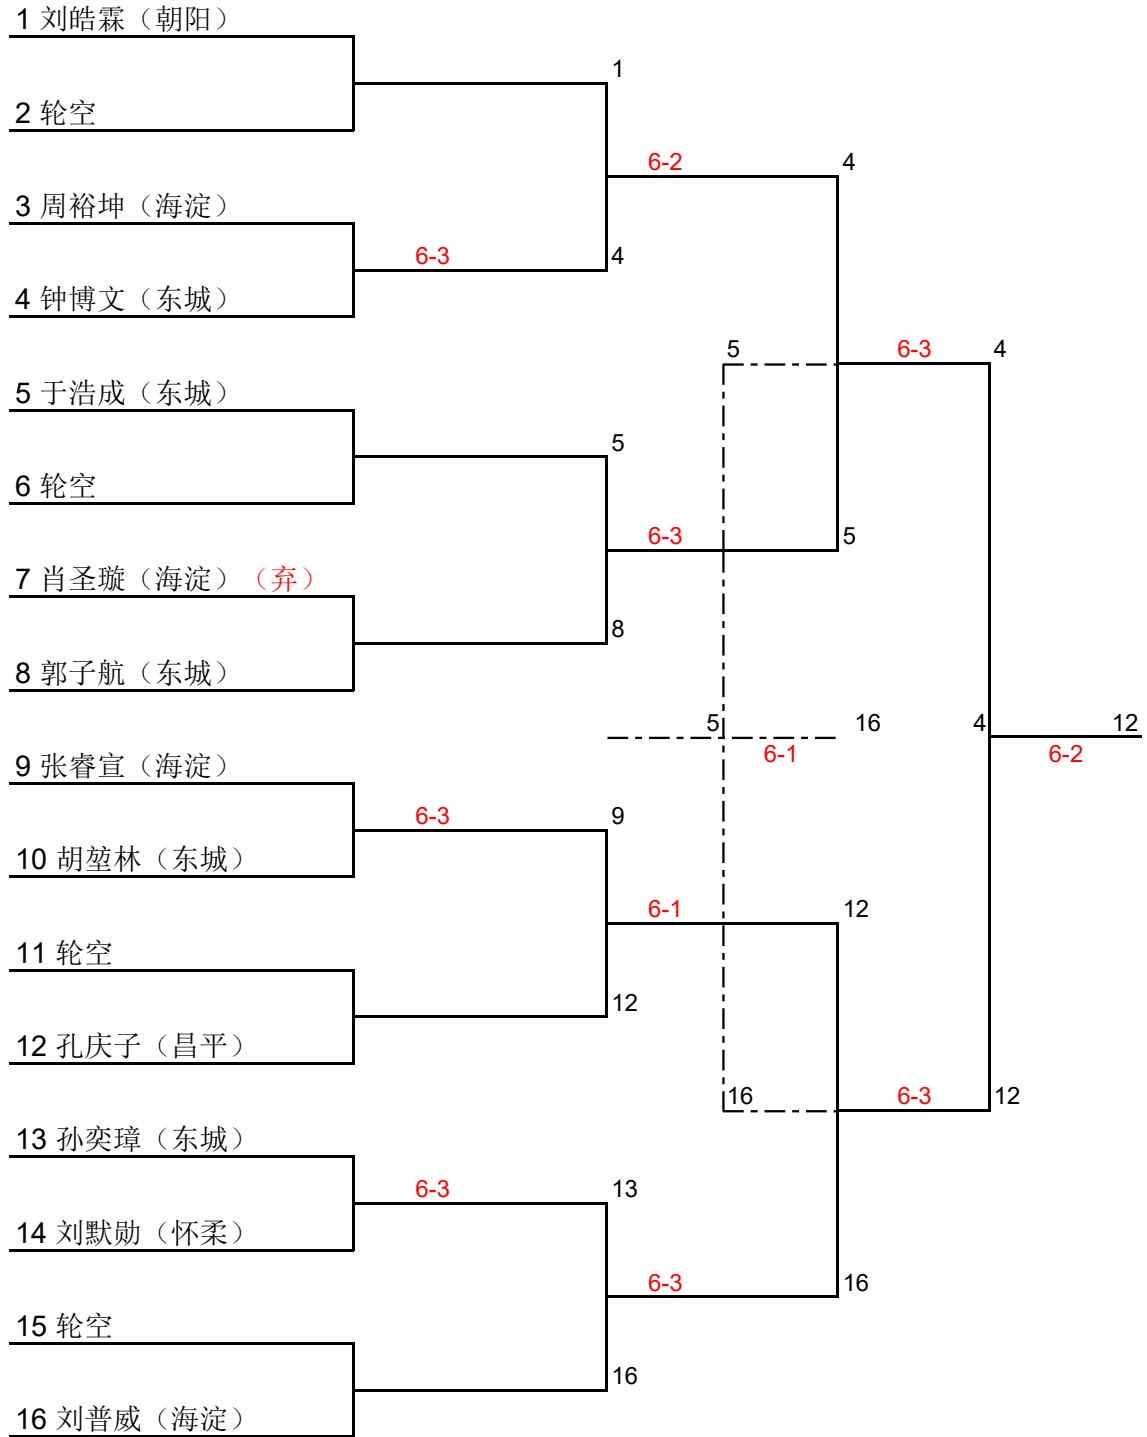 1 刘皓霖（朝阳）
1
2 轮空
6-2
4
3 周裕坤（海淀）
6-3
4
4 钟博文（东城）
5
6-3
4
5 于浩成（东城）
5
6 轮空
6-3
5
7 肖圣璇（海淀）（弃）
8
8 郭子航（东城）
5
16
4
12
6-1
6-2
9 张睿宣（海淀）
6-3
9
10 胡堃林（东城）
6-1
12
11 轮空
12
12 孔庆子（昌平）
16
6-3
12
13 孙奕璋（东城）
6-3
13
14 刘默勋（怀柔）
6-3
16
15 轮空
16
16 刘普威（海淀）